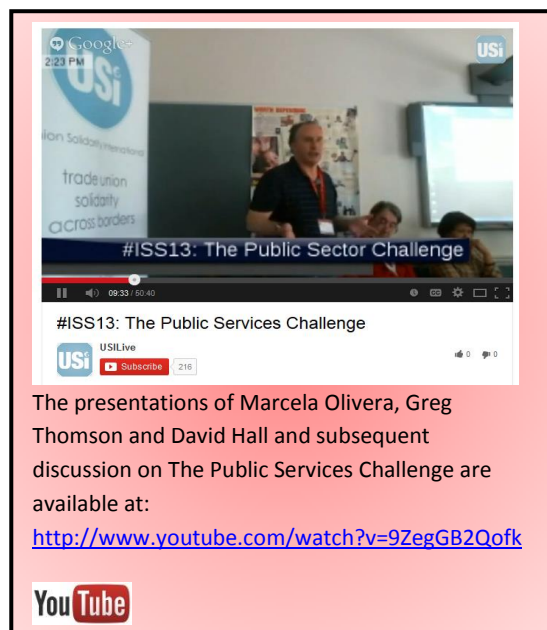 Google+
2:23 PM
USi
USi
ion Solidarity International
trade union
solidarity
across borders
#ISS13: The Public Sector Challenge
09:33 / 50:40
#ISS13: The Public Services Challenge
USi
USILive
Subscribe 216
0 0
The presentations of Marcela Olivera, Greg
Thomson and David Hall and subsequent
discussion on The Public Services Challenge are
available at:
http://www.youtube.com/watch?v=9ZegGB2Qofk
YouTube